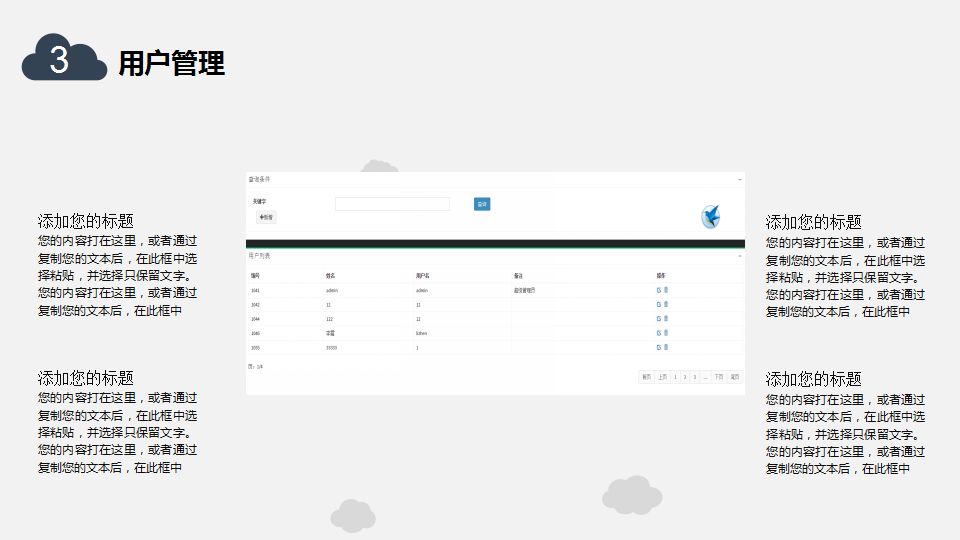 3
用户管理
添加您的标题
您的内容打在这里，或者通过
复制您的文本后，在此框中选
择粘贴，并选择只保留文字。
您的内容打在这里，或者通过
复制您的文本后，在此框中
添加您的标题
您的内容打在这里，或者通过
复制您的文本后，在此框中选
择粘贴，并选择只保留文字。
您的内容打在这里，或者通过
复制您的文本后，在此框中
查询条件
关键字
查询
+新增
用户列表
编号 姓名 用户名 备注 操作
1041 admin admin 超级管理员
1042 12 12
1044 122 12
1046
1055 33333 1
页：1/4
首页 上页 1 2 3 ... 下页 尾页
添加您的标题
您的内容打在这里，或者通过
复制您的文本后，在此框中选
择粘贴，并选择只保留文字。
您的内容打在这里，或者通过
复制您的文本后，在此框中
添加您的标题
您的内容打在这里，或者通过
复制您的文本后，在此框中选
择粘贴，并选择只保留文字。
您的内容打在这里，或者通过
复制您的文本后，在此框中